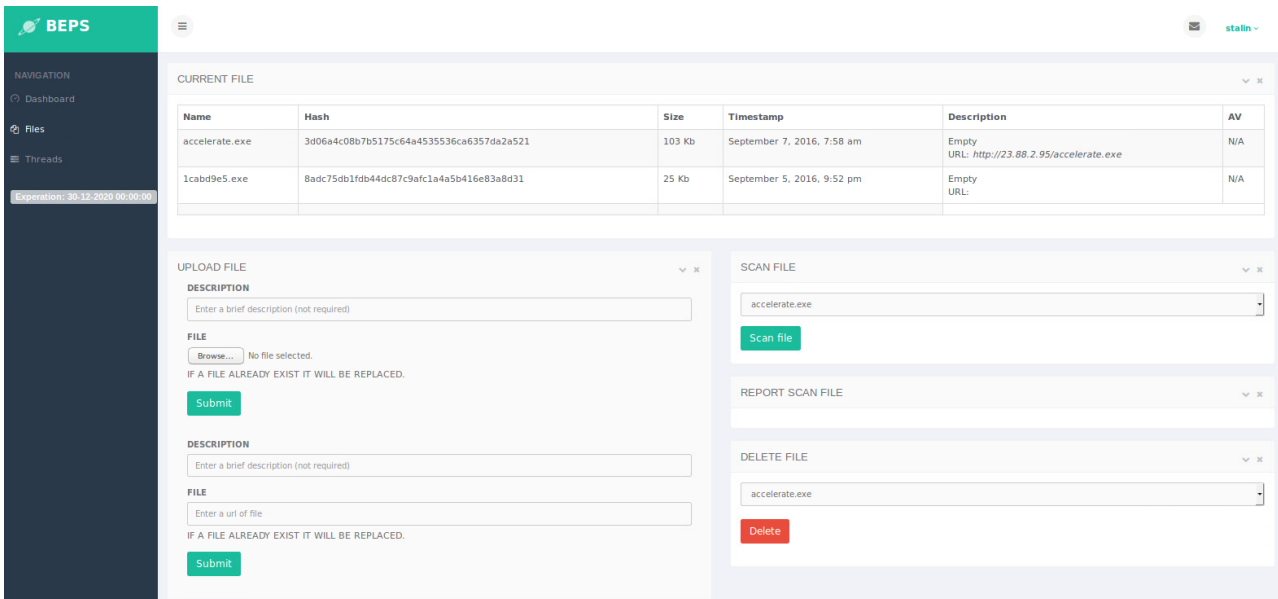 BEPS
stalin
NAVIGATION
Dashboard
Files
Threads
Experation: 30-12-2020 00:00:00
CURRENT FILE
Name Hash Size Timestamp Description AV
accelerate.exe 3d06a4c08b7b5175c64a4535536ca6357da2a521 103 Kb September 7, 2016, 7:58 am Empty N/A
URL: http://23.88.2.95/accelerate.exe
1cabd9e5.exe 8adc75db1fdb44dc87c9afc1a4a5b416e83a8d31 25 Kb September 5, 2016, 9:52 pm Empty N/A
URL:
UPLOAD FILE
DESCRIPTION
Enter a brief description (not required)
FILE
Browse... No file selected.
IF A FILE ALREADY EXIST IT WILL BE REPLACED.
Submit
DESCRIPTION
Enter a brief description (not required)
FILE
Enter a url of file
IF A FILE ALREADY EXIST IT WILL BE REPLACED.
Submit
SCAN FILE
accelerate.exe
Scan file
REPORT SCAN FILE
DELETE FILE
accelerate.exe
Delete